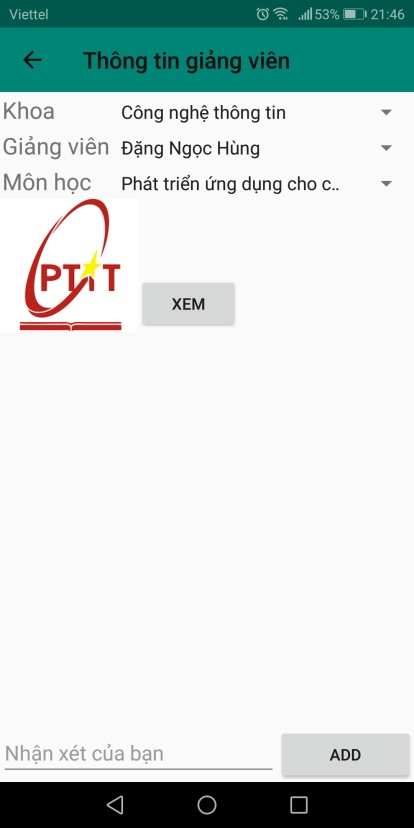 Viettel 53% 21:46
Thông tin giảng viên
Khoa Công nghệ thông tin
Giảng viên Đặng Ngọc Hùng
Môn học Phát triển ứng dụng cho c..
PTIT
XEM
Nhận xét của bạn ADD